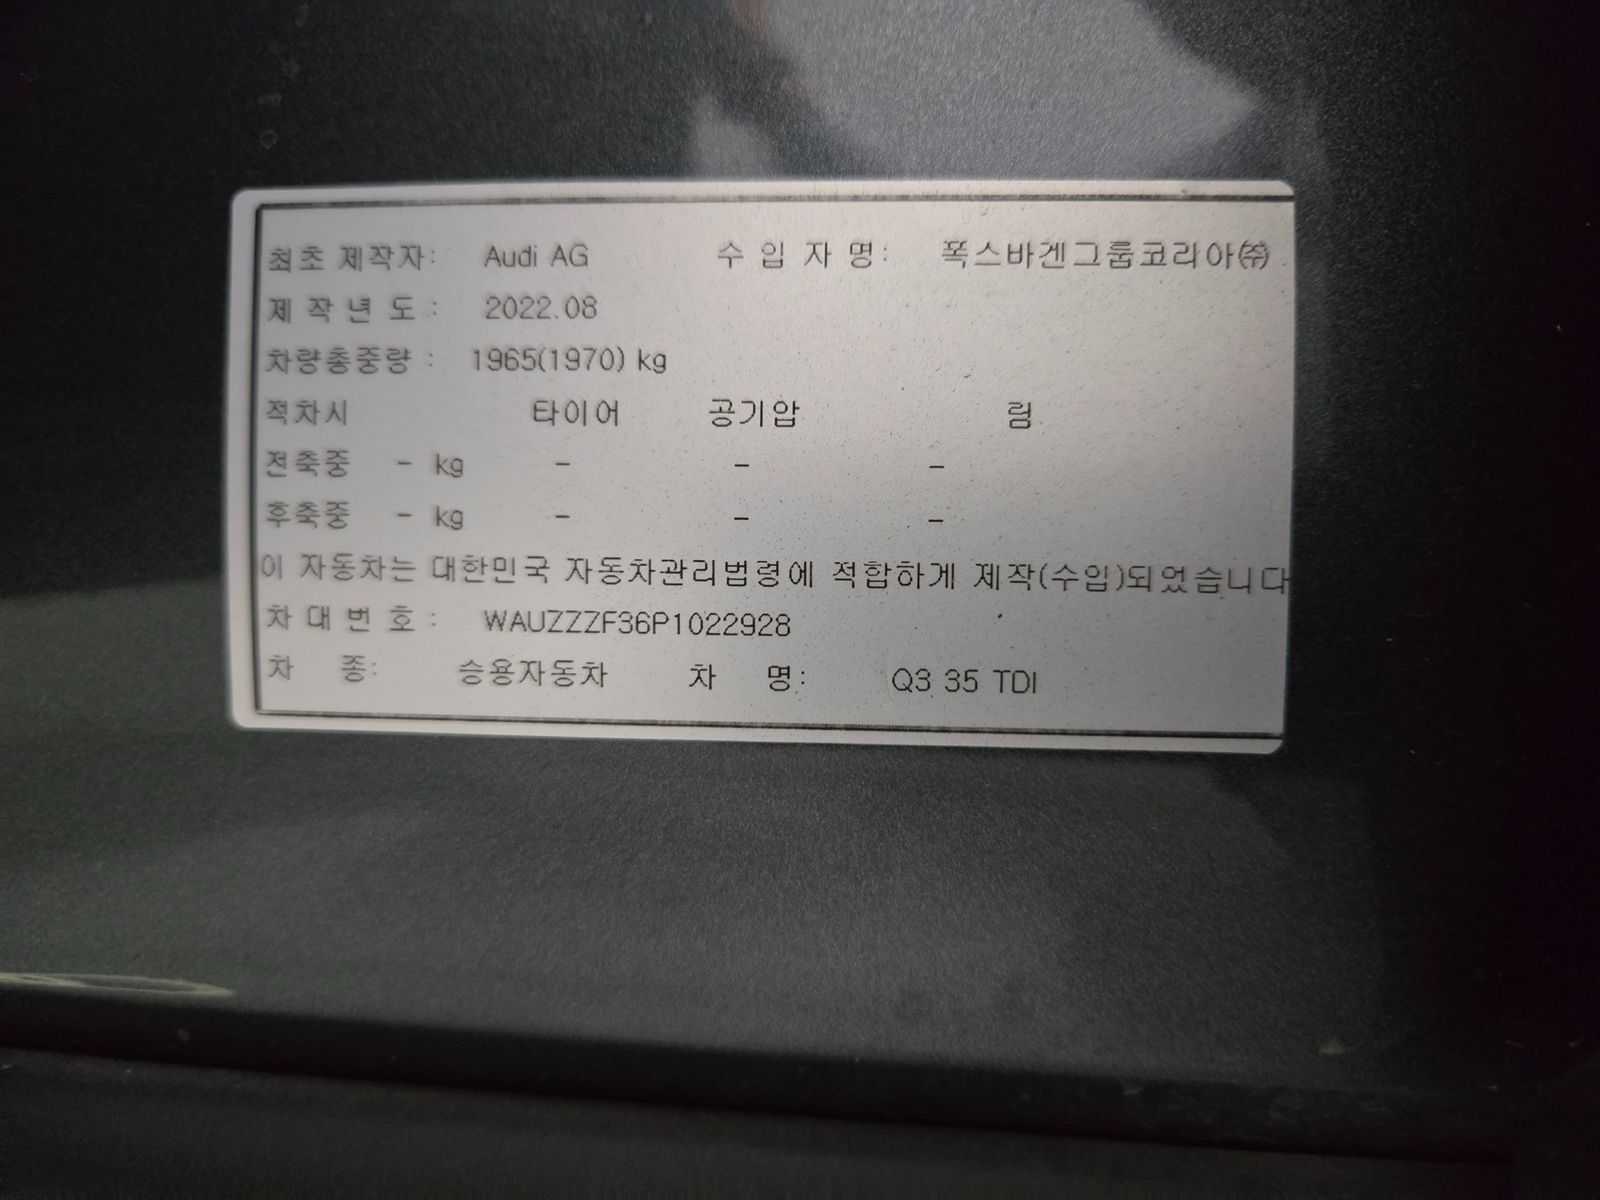 최초 제작자: Audi AG 수 입 자 명: 폭스바겐그룹코리아㈜
제 작 년 도 : 2022.08
차량총중량 : 1965(1970) kg
적차시 타이어 공기압 림
전축중 - kg - - -
후축중 - kg - - -
이 자동차는 대한민국 자동차관리법령에 적합하게 제작(수입)되었습니다
차 대 번 호 : WAUZZZF36P1022928
차 종: 승용자동차 차 명: Q3 35 TDI